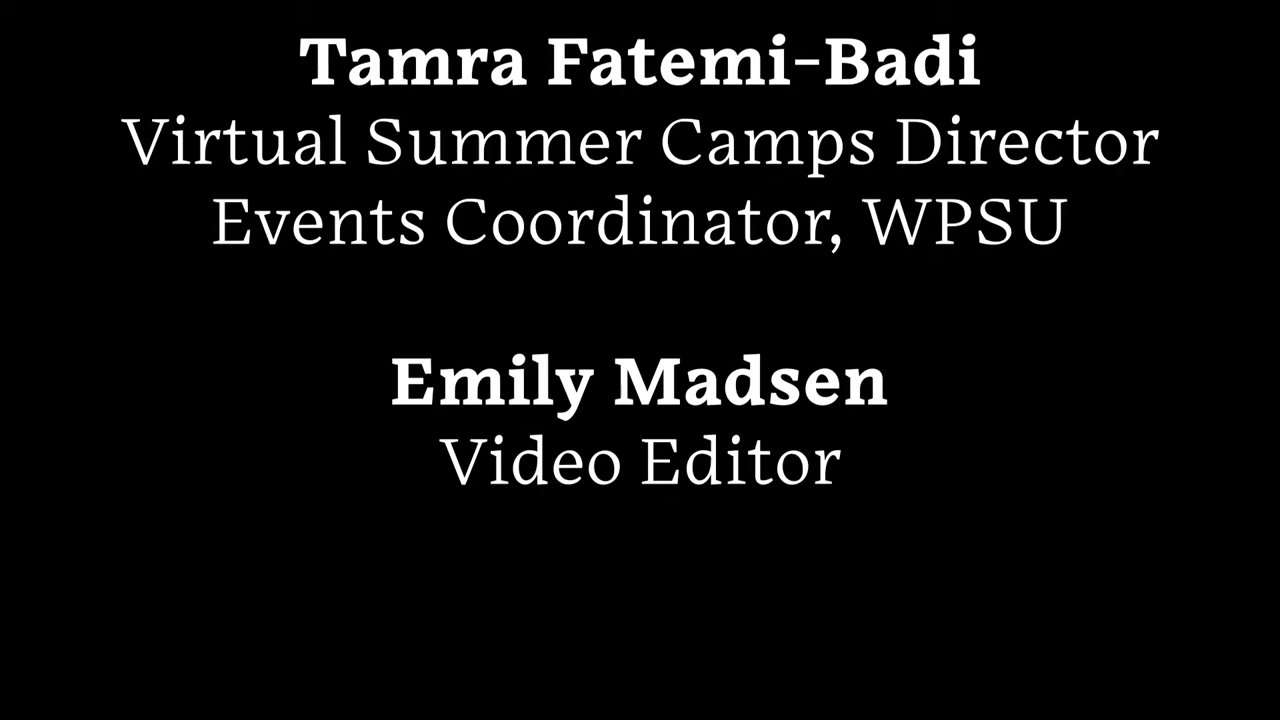 Tamra Fatemi-Badi
Virtual Summer Camps Director
Events Coordinator, WPSU
Emily Madsen
Video Editor